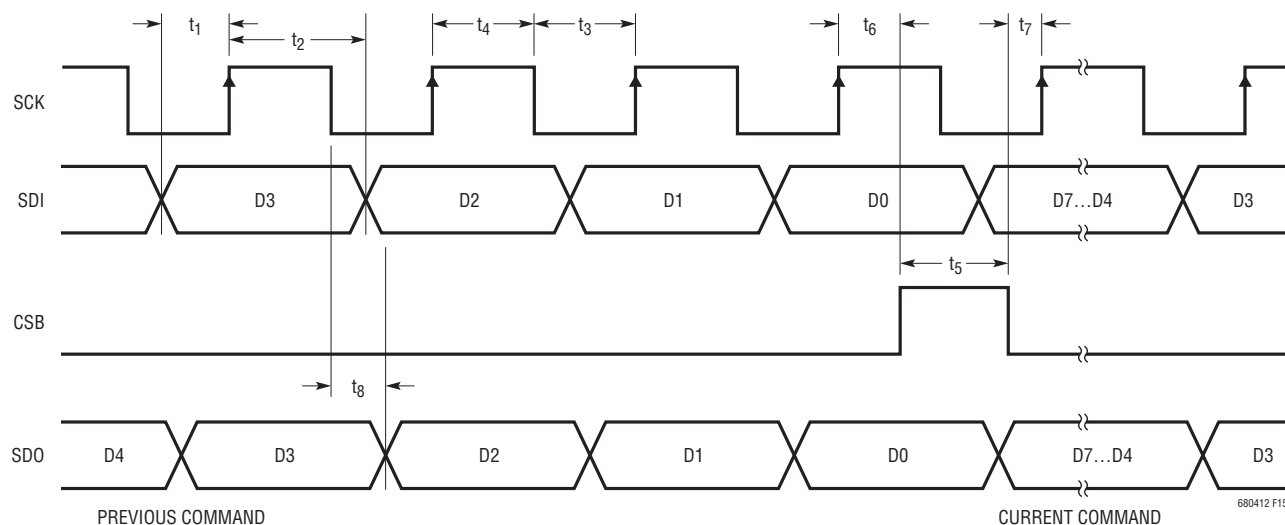 t1
t2
t4
t3
t6
t7
SCK
SDI
D3
D2
D1
D0
D7...D4
D3
t5
CSB
t8
SDO
D4
D3
D2
D1
D0
D7...D4
D3
680412 F15
PREVIOUS COMMAND
CURRENT COMMAND